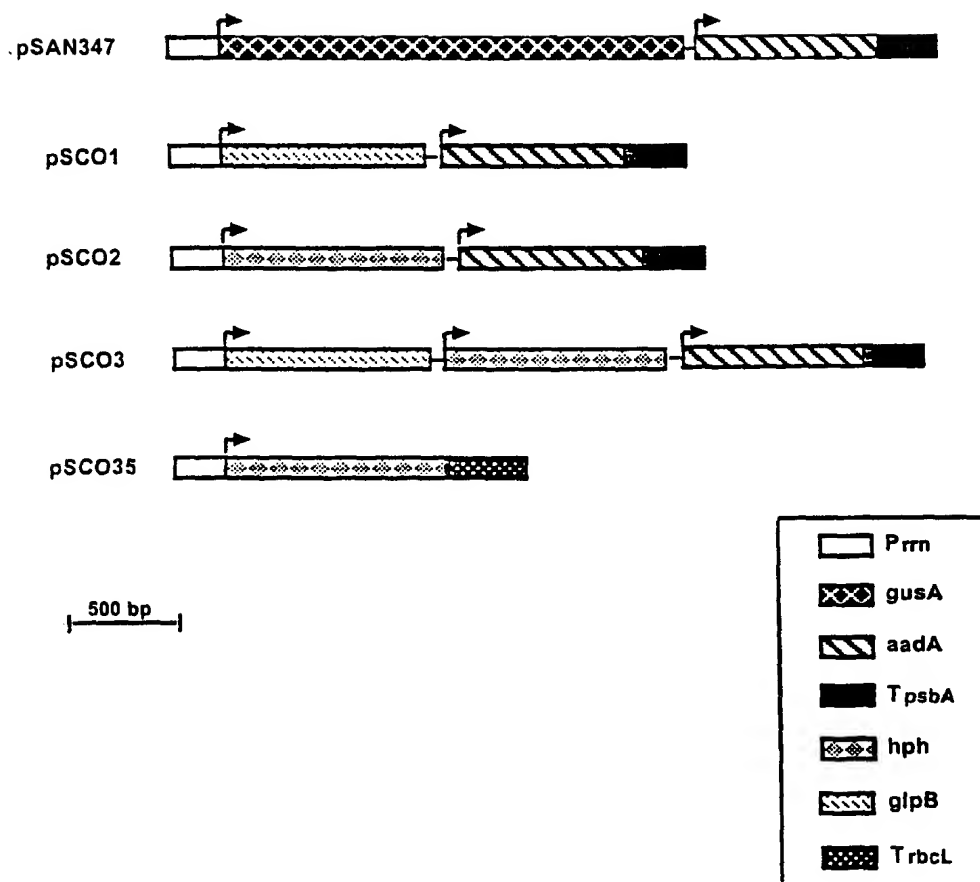 pSAN347
pSCO1
pSCO2
pSCO3
pSCO35
500 bp
Prrn
gusA
aadA
TpsbA
hph
glpB
TrbcL